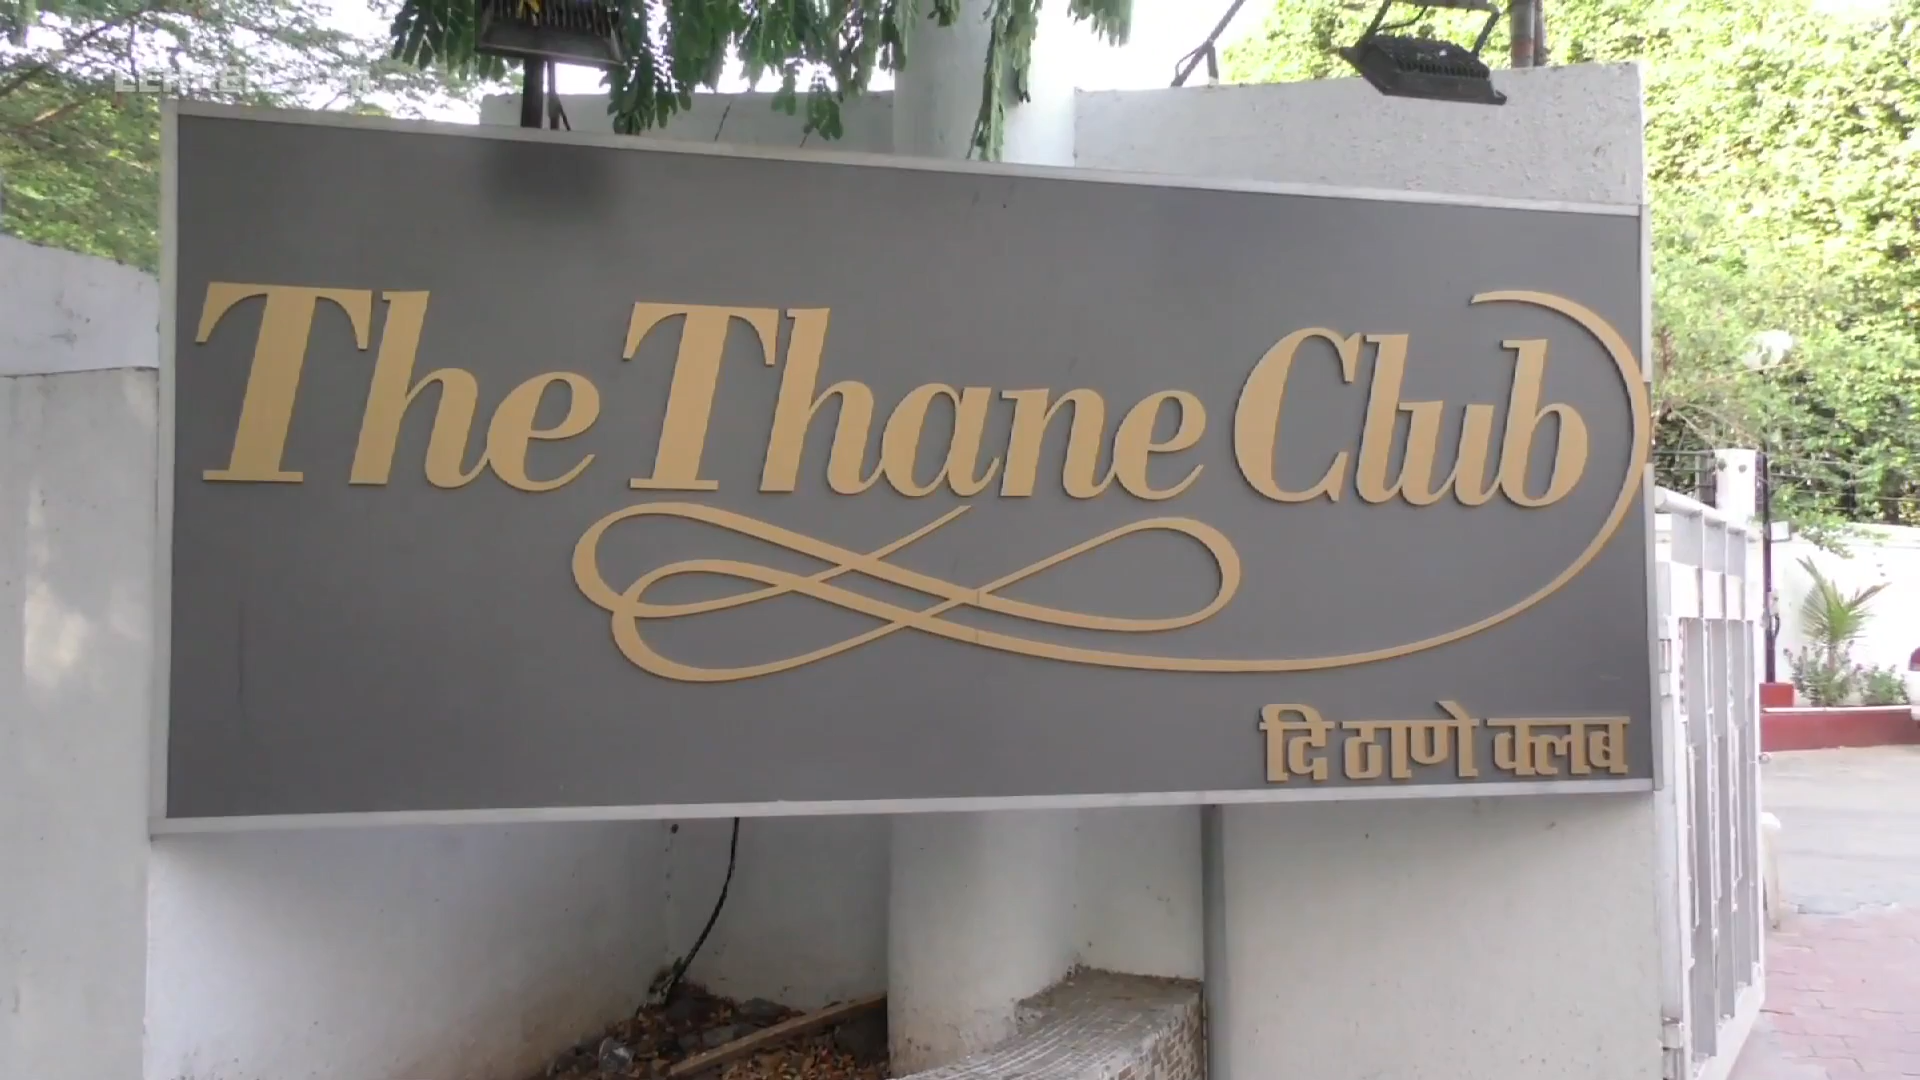 The Thane Club
दि ठाणे क्लब